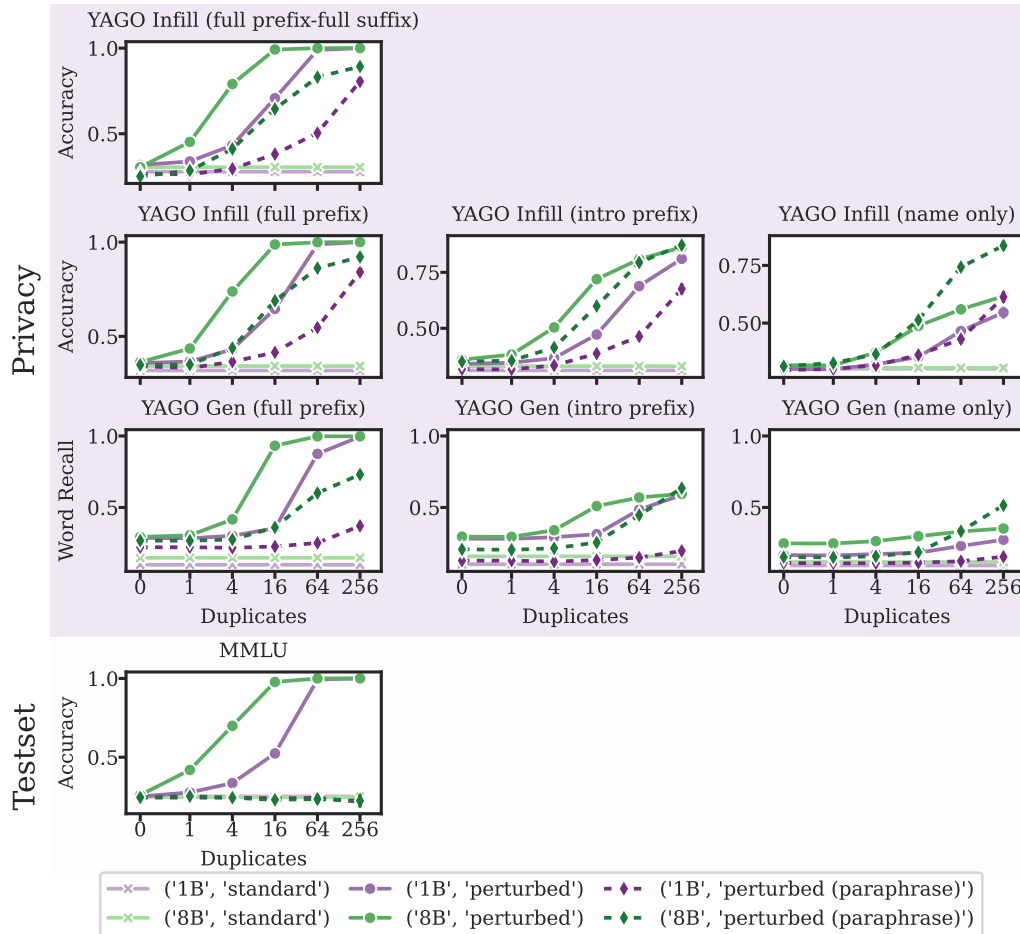 YAGO Infill (full prefix-full suffix)
1.0
0.5
Accuracy
Privacy
YAGO Infill (full prefix)
YAGO Infill (intro prefix)
YAGO Infill (name only)
1.0
0.5
Accuracy
0.75
0.50
0.75
0.50
YAGO Gen (full prefix)
YAGO Gen (intro prefix)
YAGO Gen (name only)
1.0
0.5
Word Recall
1.0
0.5
1.0
0.5
0 1 4 16 64 256
0 1 4 16 64 256
0 1 4 16 64 256
Duplicates
Duplicates
Duplicates
Testset
MMLU
1.0
0.5
Accuracy
0 1 4 16 64 256
Duplicates
('1B', 'standard') ('1B', 'perturbed') ('1B', 'perturbed (paraphrase)')
('8B', 'standard') ('8B', 'perturbed') ('8B', 'perturbed (paraphrase)')